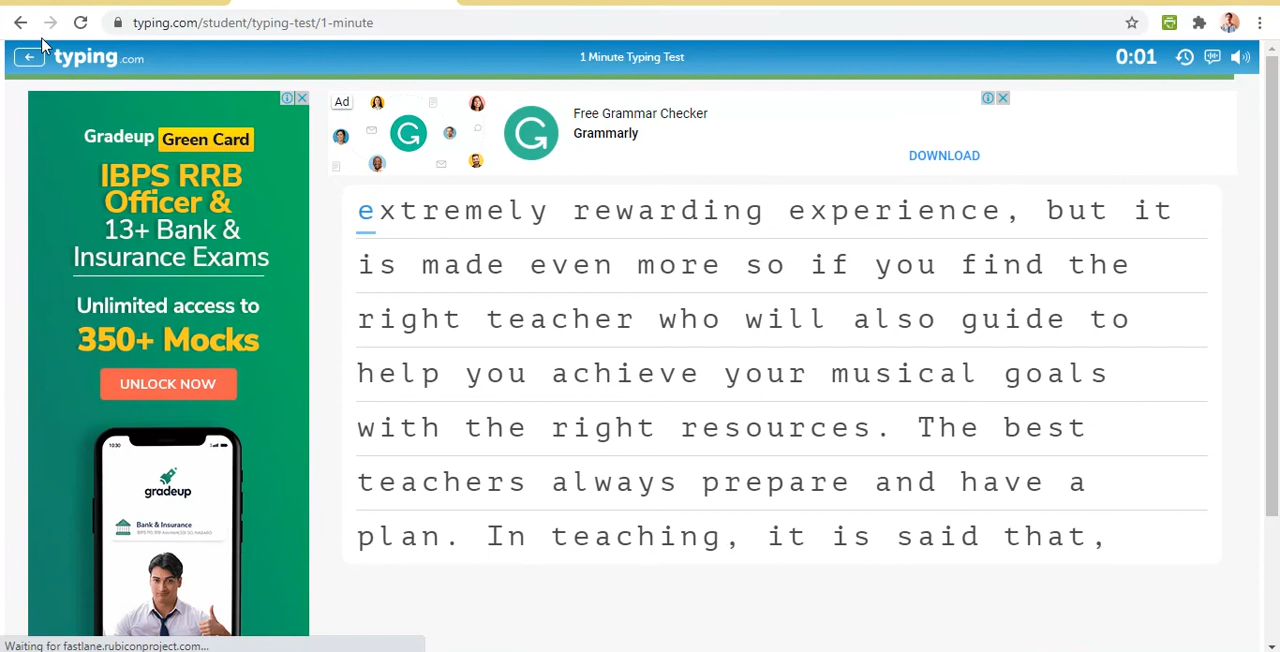 typing.com/student/typing-test/1-minute
typing.com
1 Minute Typing Test
0:01
Gradeup Green Card
IBPS RRB
Officer &
13+ Bank &
Insurance Exams
Unlimited access to
350+ Mocks
UNLOCK NOW
10:30
gradeup
Bank & Insurance
Ad
Free Grammar Checker
Grammarly
DOWNLOAD
extremely rewarding experience, but it
is made even more so if you find the
right teacher who will also guide to
help you achieve your musical goals
with the right resources. The best
teachers always prepare and have a
plan. In teaching, it is said that,
Waiting for fastlane.rubiconproject.com...